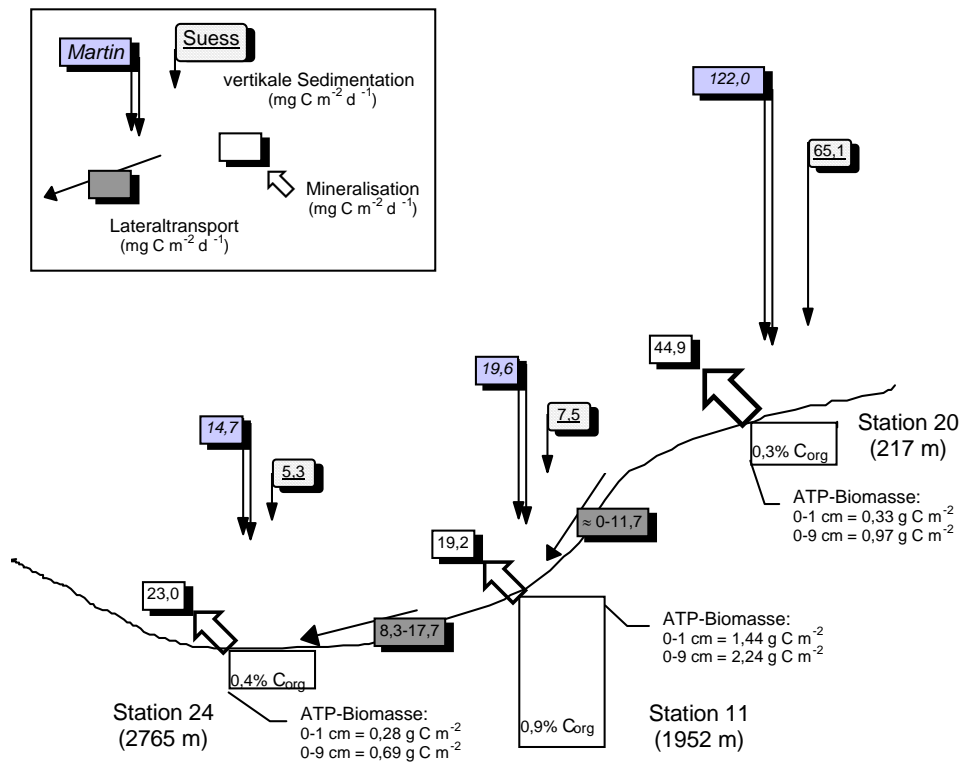 Martin
Suess
vertikale Sedimentation
(mg C m⁻² d⁻¹)
Mineralisation
(mg C m⁻² d⁻¹)
Lateraltransport
(mg C m⁻² d⁻¹)
122,0
65,1
44,9
Station 20
(217 m)
0,3% Corg
ATP-Biomasse:
0-1 cm = 0,33 g C m⁻²
0-9 cm = 0,97 g C m⁻²
19,6
7,5
≈ 0-11,7
19,2
ATP-Biomasse:
0-1 cm = 1,44 g C m⁻²
0-9 cm = 2,24 g C m⁻²
0,9% Corg
Station 11
(1952 m)
14,7
5,3
23,0
8,3-17,7
0,4% Corg
Station 24
(2765 m)
ATP-Biomasse:
0-1 cm = 0,28 g C m⁻²
0-9 cm = 0,69 g C m⁻²